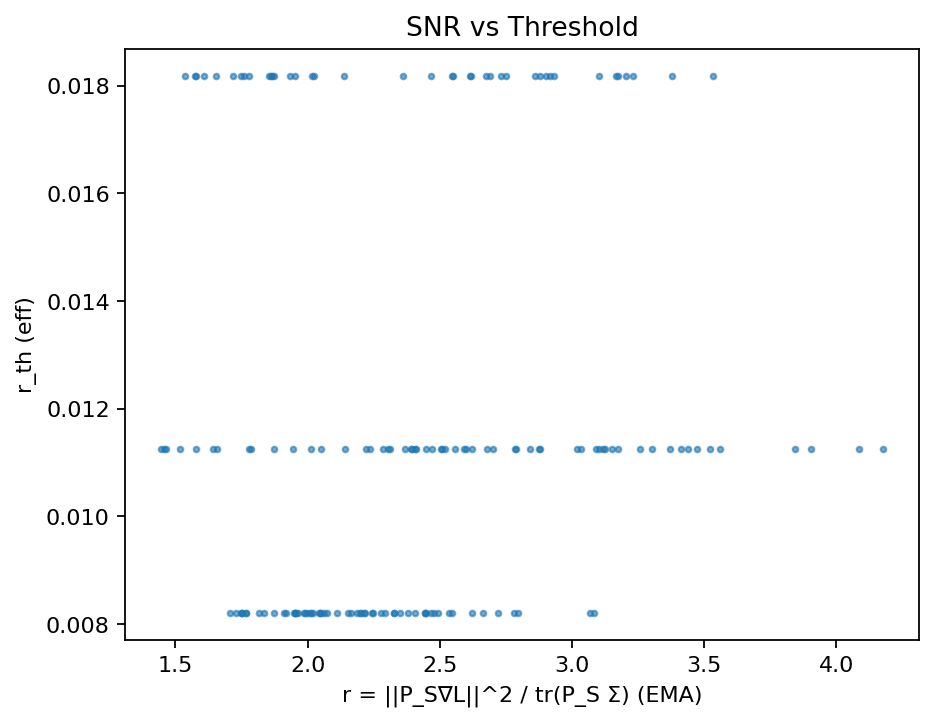 SNR vs Threshold
r_th (eff)
0.018
0.016
0.014
0.012
0.010
0.008
1.5 2.0 2.5 3.0 3.5 4.0
r = ||P_S∇L||^2 / tr(P_S Σ) (EMA)